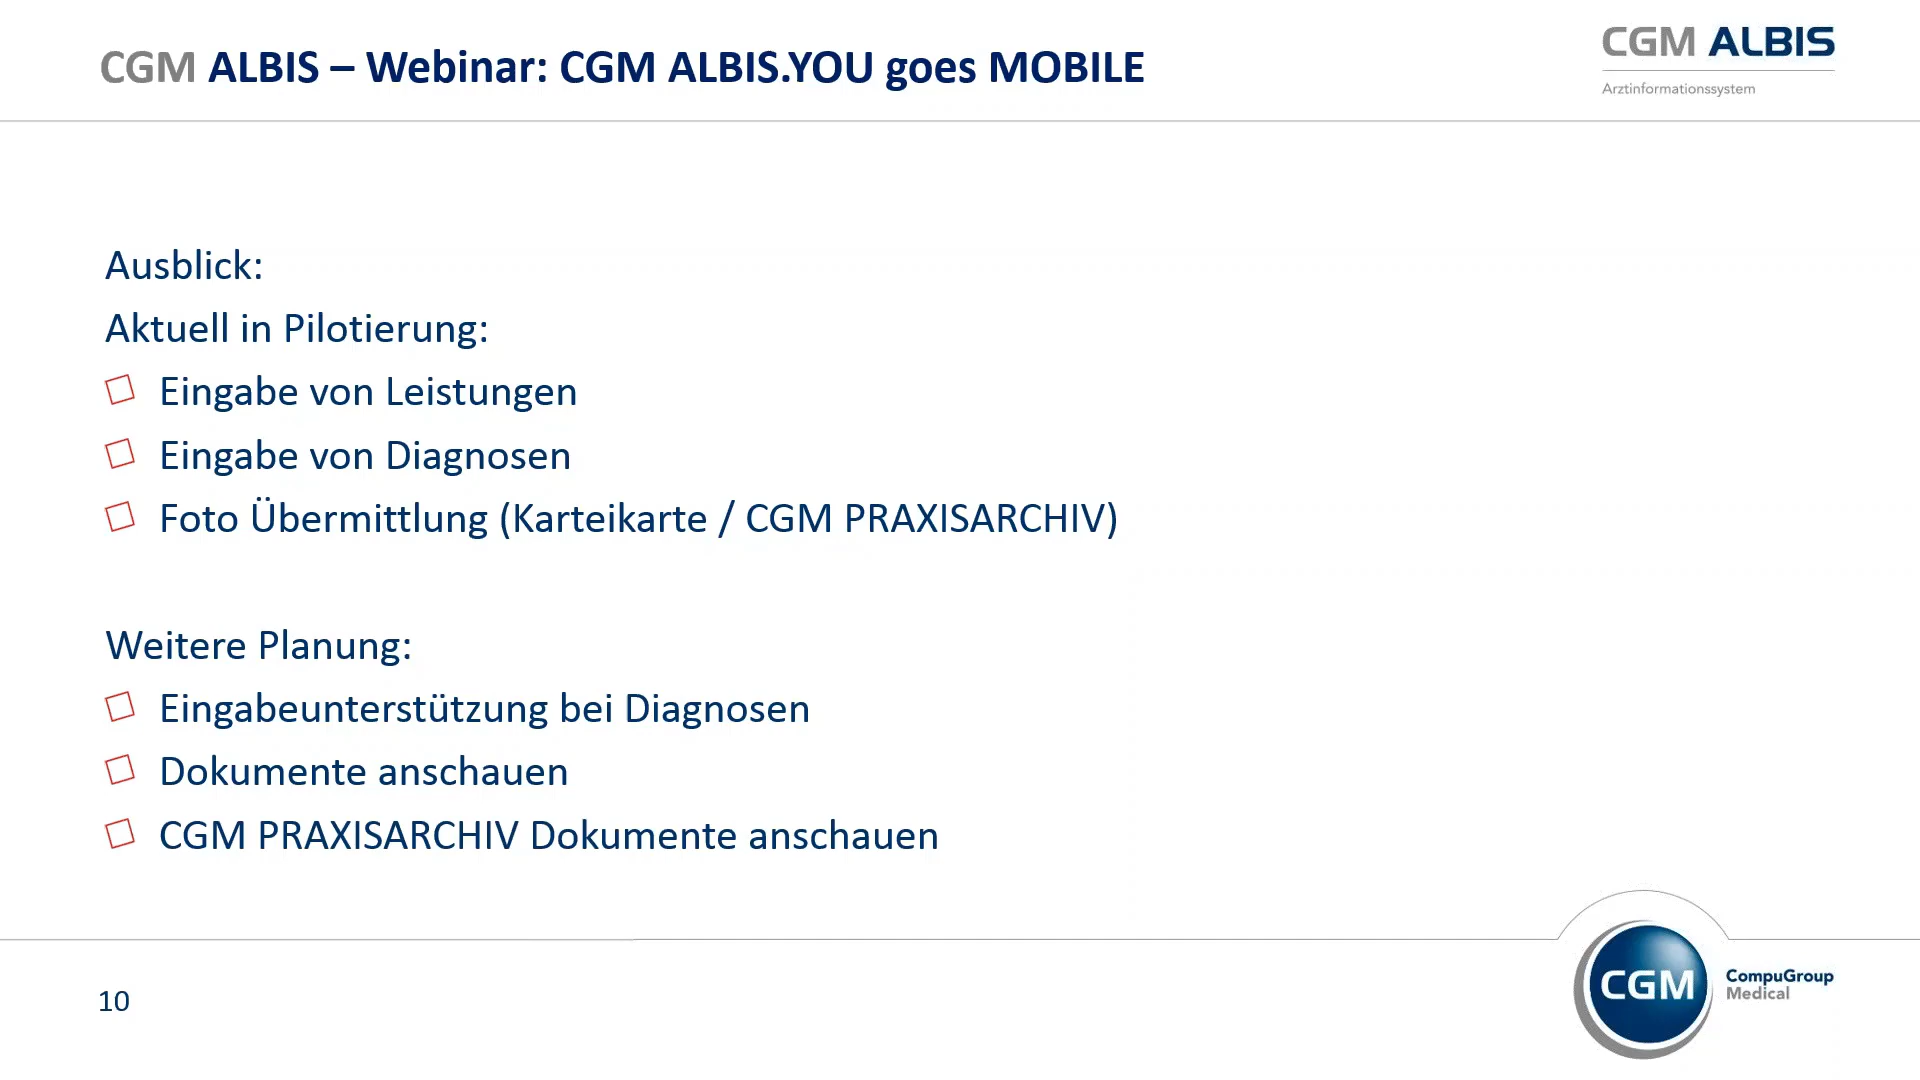 CGM ALBIS – Webinar: CGM ALBIS.YOU goes MOBILE
CGM ALBIS
Arztinformationssystem
Ausblick:
Aktuell in Pilotierung:
Eingabe von Leistungen
Eingabe von Diagnosen
Foto Übermittlung (Karteikarte / CGM PRAXISARCHIV)
Weitere Planung:
Eingabeunterstützung bei Diagnosen
Dokumente anschauen
CGM PRAXISARCHIV Dokumente anschauen
10
CGM
CompuGroup
Medical